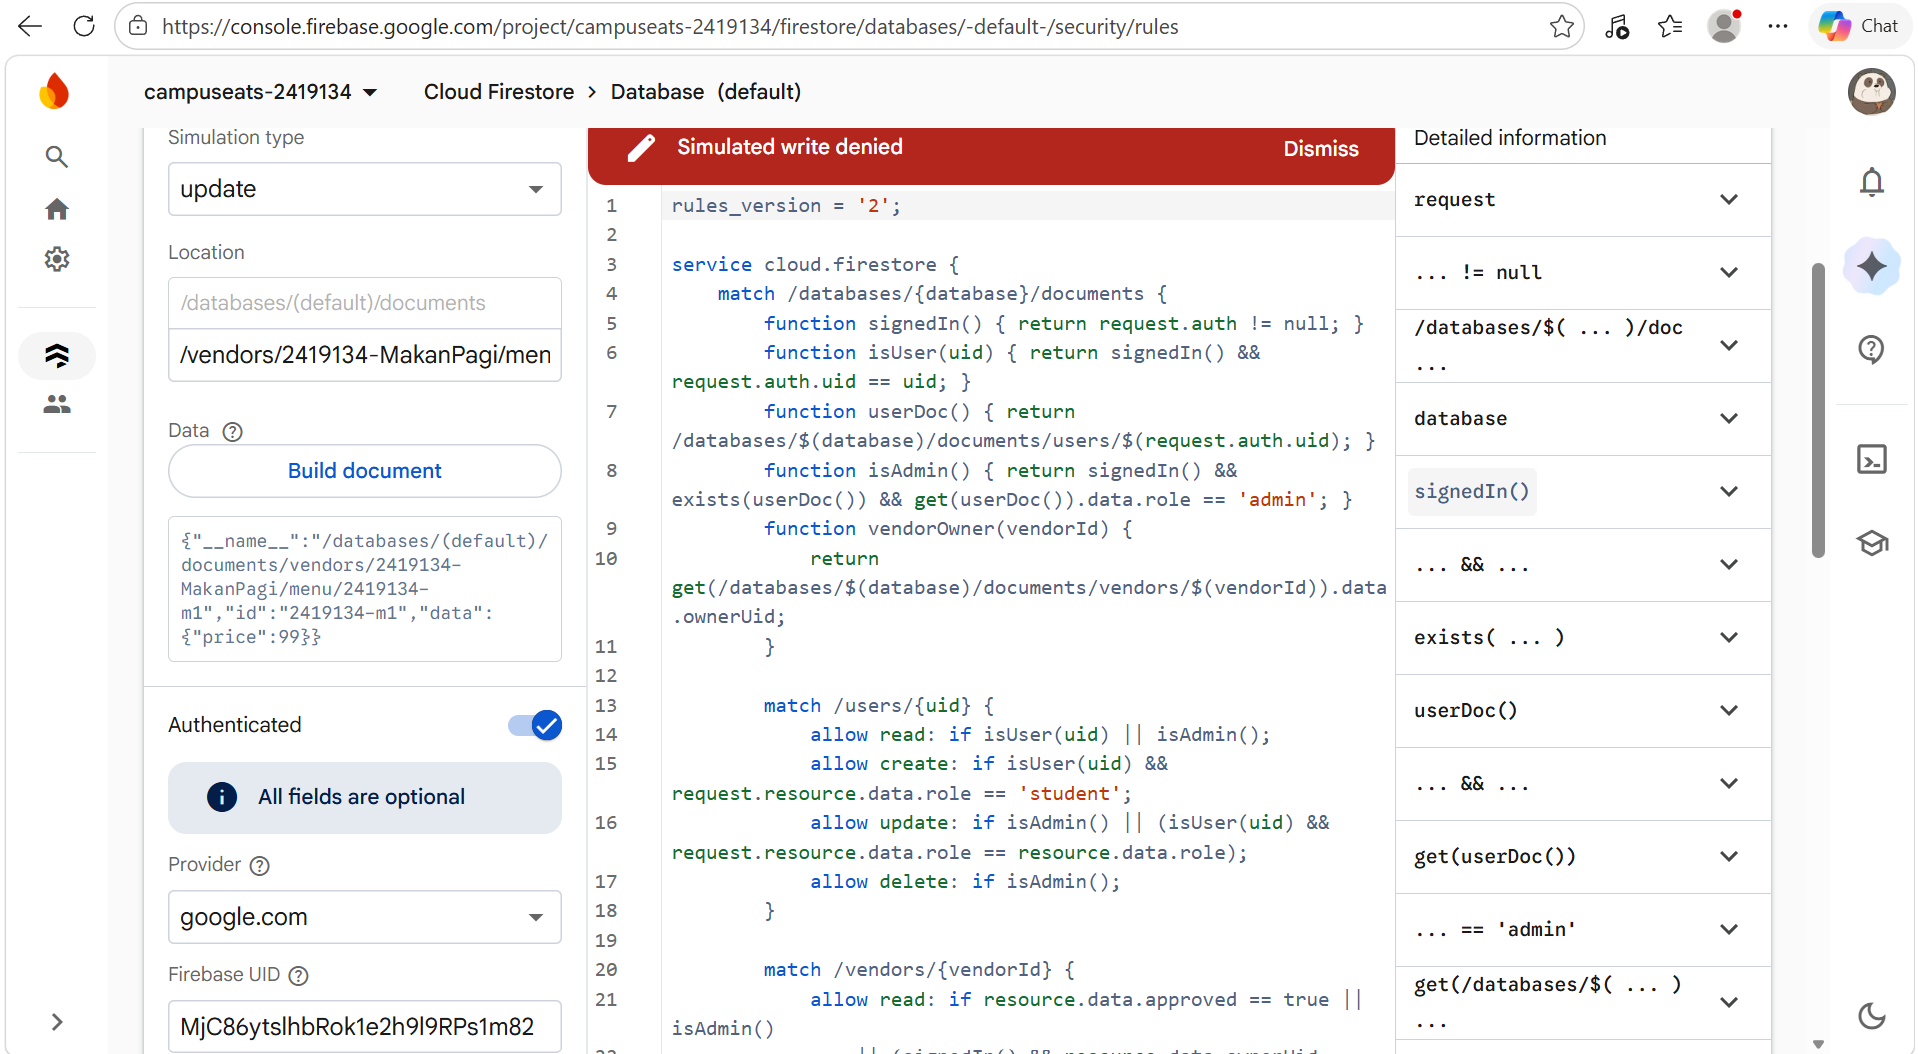 https://console.firebase.google.com/project/campuseats-2419134/firestore/databases/-default-/security/rules
Chat
campuseats-2419134
Cloud Firestore > Database (default)
Simulation type
update
Location
/databases/(default)/documents
/vendors/2419134-MakanPagi/men
Data
Build document
{"__name__":"/databases/(default)/
documents/vendors/2419134-
MakanPagi/menu/2419134-
m1","id":"2419134-m1","data":
{"price":99}}
Authenticated
All fields are optional
Provider
google.com
Firebase UID
MjC86ytslhbRok1e2h9l9RPs1m82
Simulated write denied
Dismiss
1 rules_version = '2';
2
3 service cloud.firestore {
4 match /databases/{database}/documents {
5 function signedIn() { return request.auth != null; }
6 function isUser(uid) { return signedIn() &&
request.auth.uid == uid; }
7 function userDoc() { return
/databases/$(database)/documents/users/$(request.auth.uid); }
8 function isAdmin() { return signedIn() &&
exists(userDoc()) && get(userDoc()).data.role == 'admin'; }
9 function vendorOwner(vendorId) {
10 return
get(/databases/$(database)/documents/vendors/$(vendorId)).data
.ownerUid;
11 }
12
13 match /users/{uid} {
14 allow read: if isUser(uid) || isAdmin();
15 allow create: if isUser(uid) &&
request.resource.data.role == 'student';
16 allow update: if isAdmin() || (isUser(uid) &&
request.resource.data.role == resource.data.role);
17 allow delete: if isAdmin();
18 }
19
20 match /vendors/{vendorId} {
21 allow read: if resource.data.approved == true ||
isAdmin()
22 || (signedIn() && resource.data.ownerUid
Detailed information
request
... != null
/databases/$( ... )/doc
...
database
signedIn()
... && ...
exists( ... )
userDoc()
... && ...
get(userDoc())
... == 'admin'
get(/databases/$( ... )
...